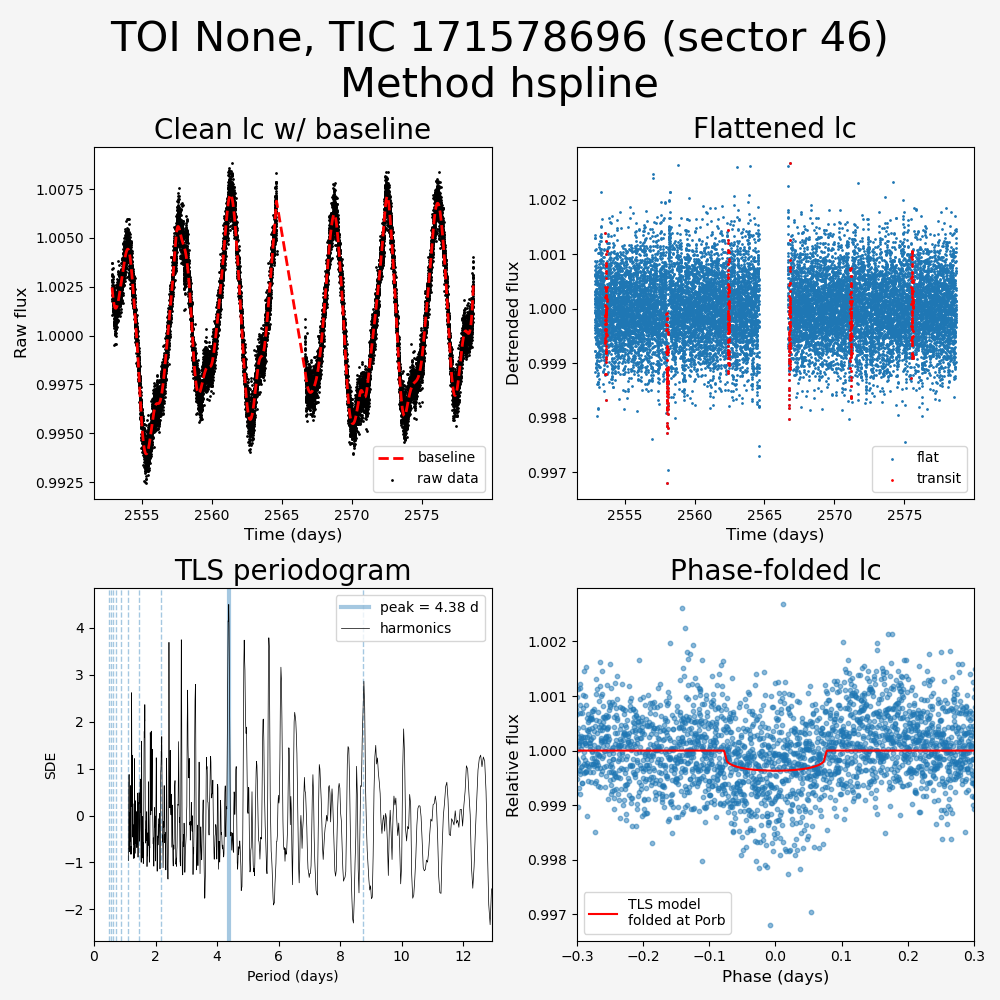 TOI None, TIC 171578696 (sector 46)
Method hspline
Clean lc w/ baseline
Raw flux
1.0075
1.0050
1.0025
1.0000
0.9975
0.9950
0.9925
baseline
raw data
2555 2560 2565 2570 2575
Time (days)
Flattened lc
Detrended flux
1.002
1.001
1.000
0.999
0.998
0.997
flat
transit
2555 2560 2565 2570 2575
Time (days)
TLS periodogram
SDE
4
3
2
1
0
−1
−2
peak = 4.38 d
harmonics
0 2 4 6 8 10 12
Period (days)
Phase-folded lc
Relative flux
1.002
1.001
1.000
0.999
0.998
0.997
TLS model
folded at Porb
−0.3 −0.2 −0.1 0.0 0.1 0.2 0.3
Phase (days)